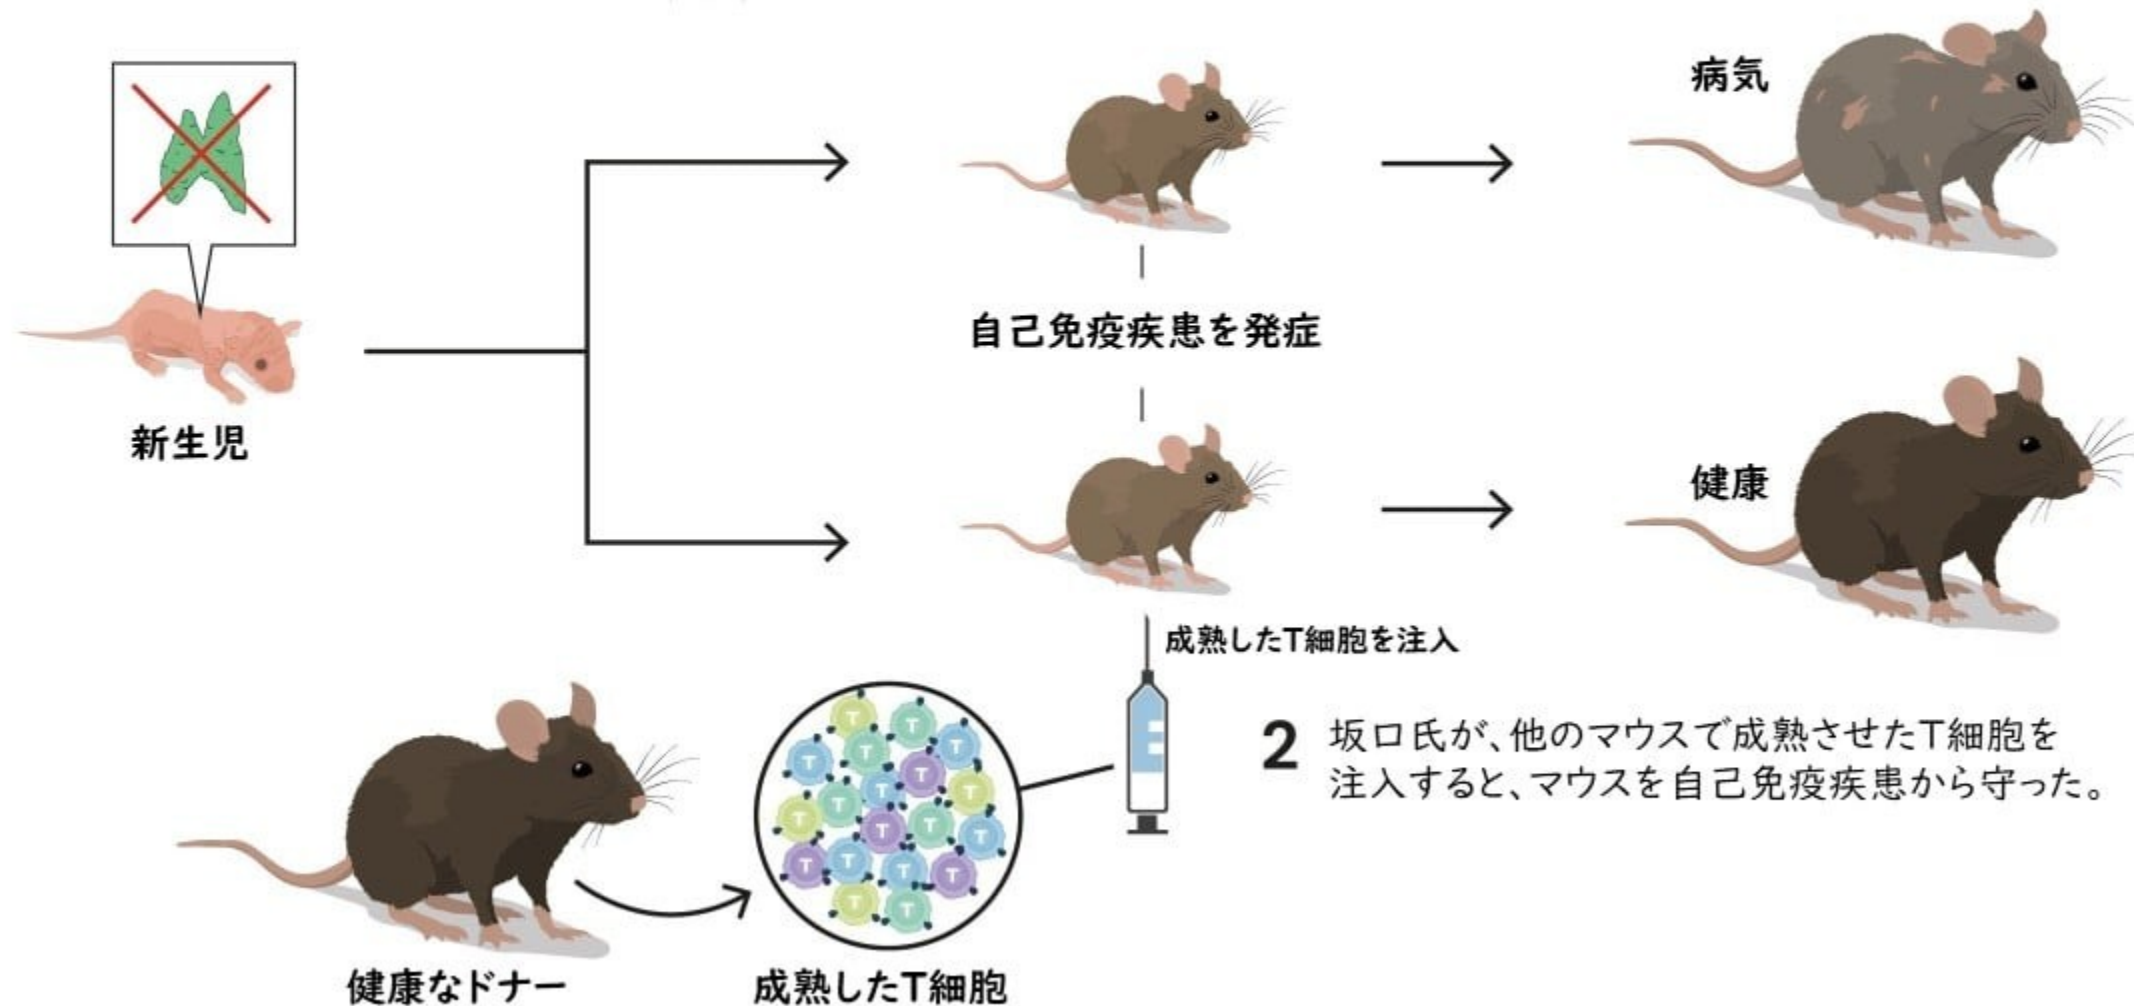 病気
自己免疫疾患を発症
新生児
健康
成熟したT細胞を注入
2 坂口氏が、他のマウスで成熟させたT細胞を
注入すると、マウスを自己免疫疾患から守った。
T T T T T T T T T T T T T T T T T T
健康なドナー
成熟したT細胞